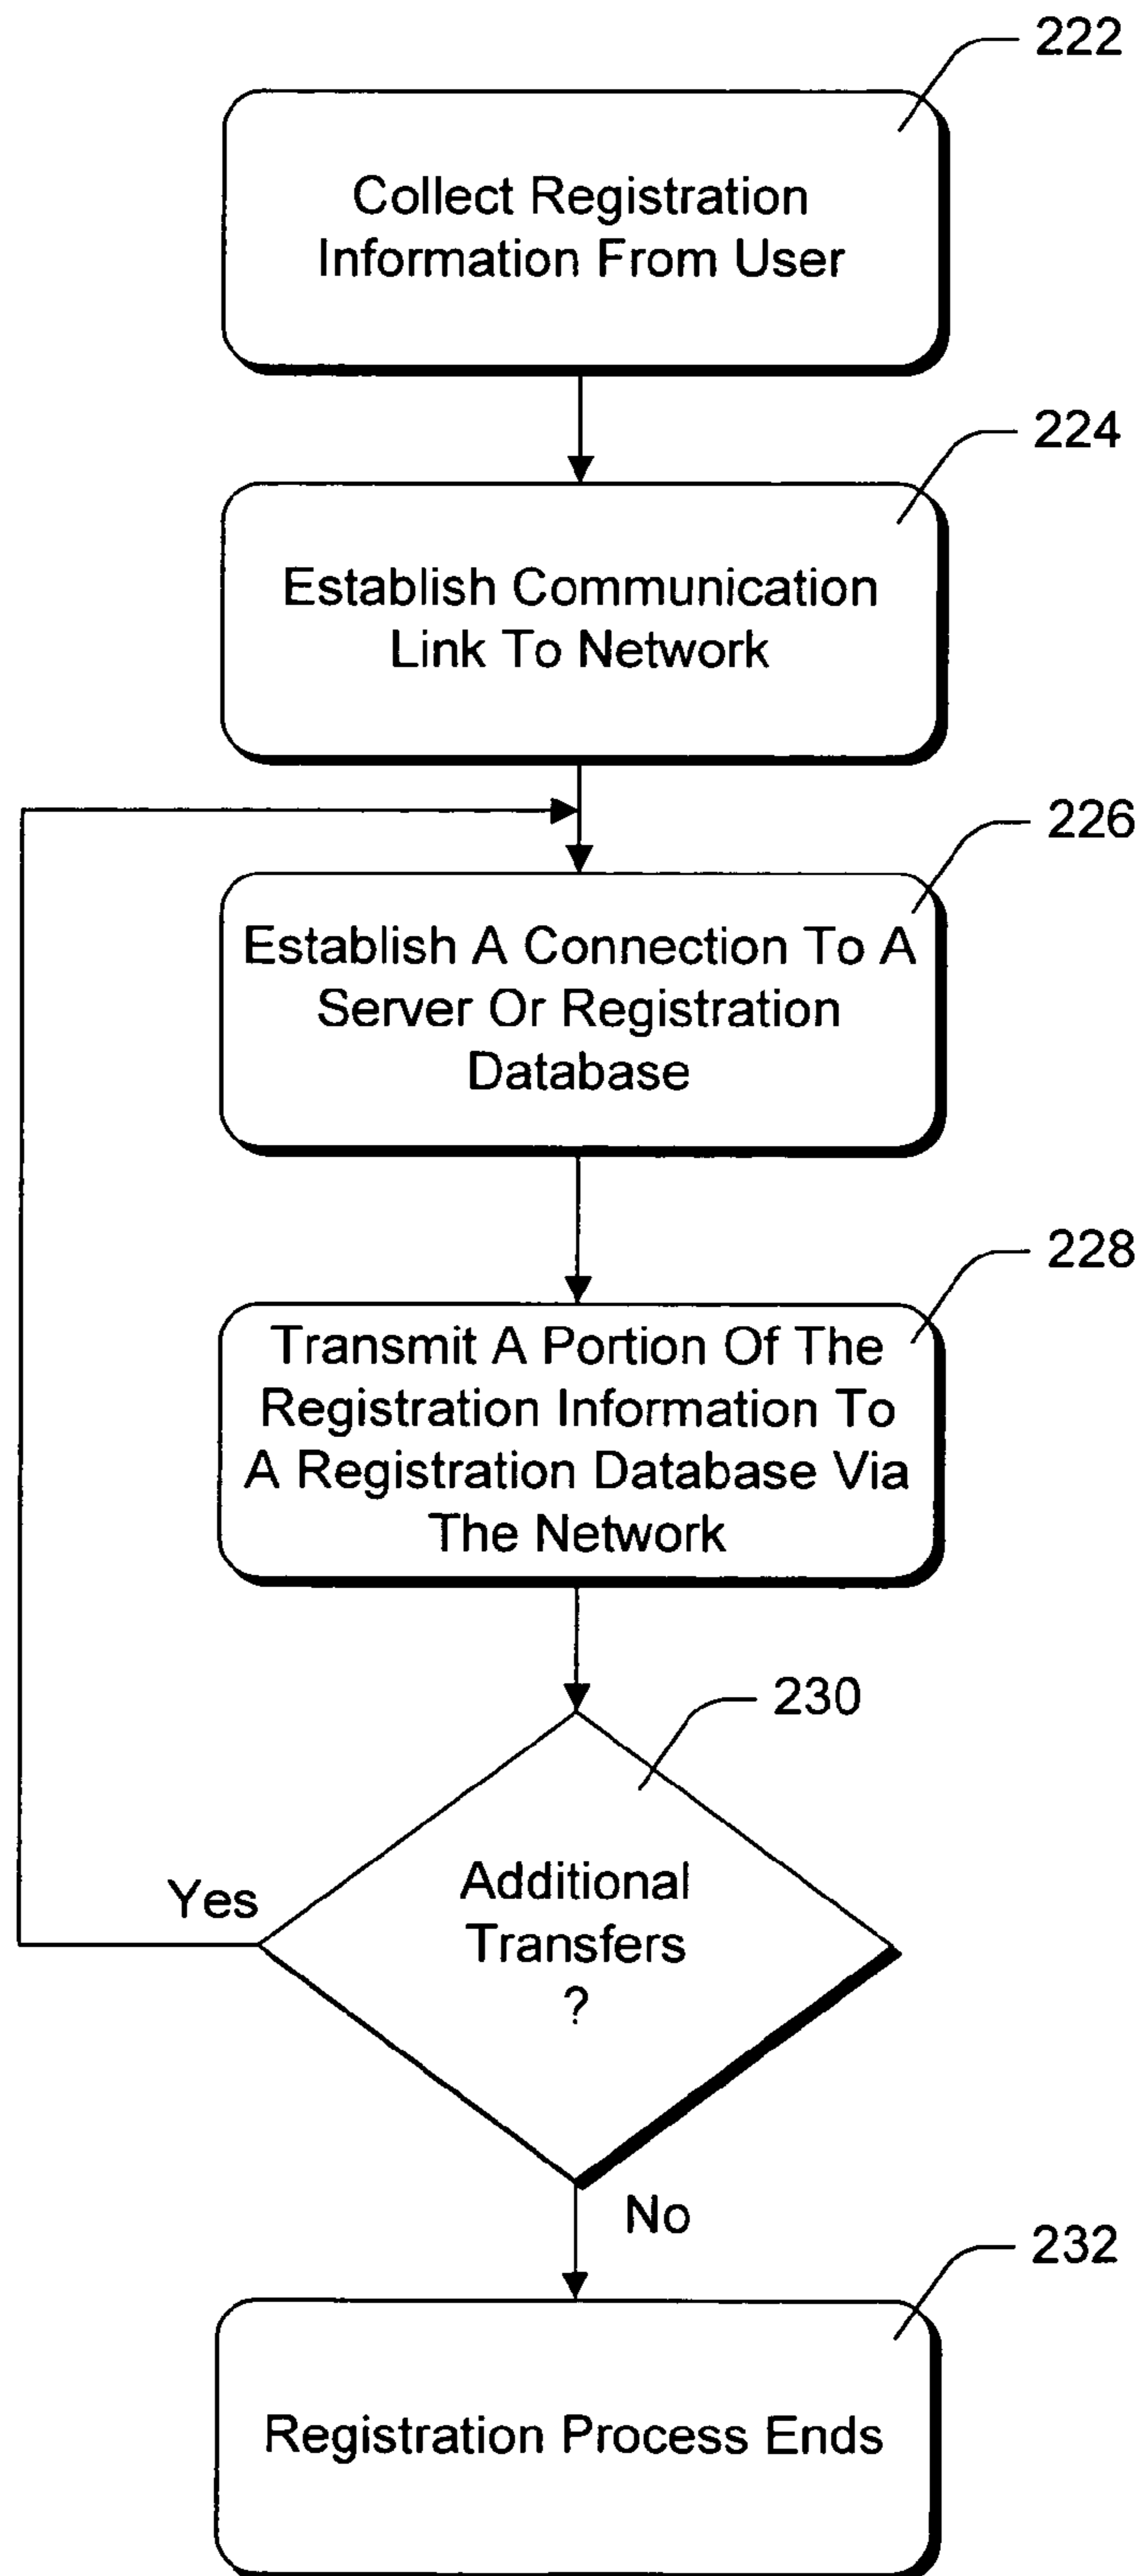 222
Collect Registration
Information From User
224
Establish Communication
Link To Network
226
Establish A Connection To A
Server Or Registration
Database
228
Transmit A Portion Of The
Registration Information To
A Registration Database Via
The Network
230
Additional
Transfers
?
Yes
No
232
Registration Process Ends